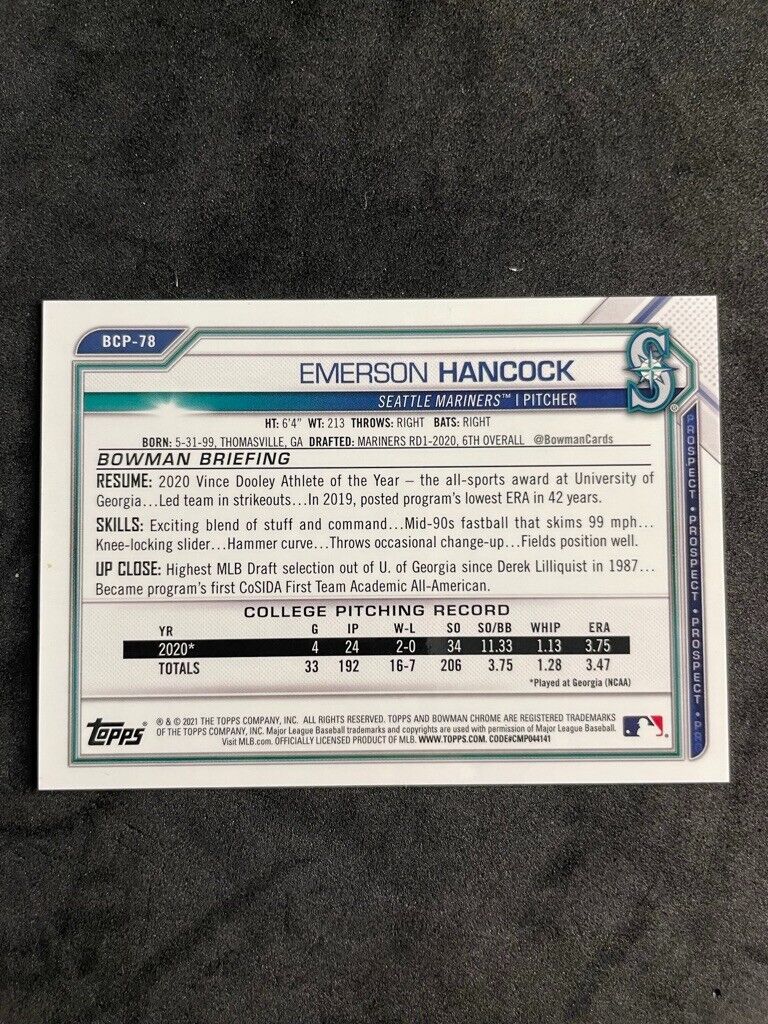 BCP-78
EMERSON HANCOCK
SEATTLE MARINERS™ | PITCHER
HT: 6'4" WT: 213 THROWS: RIGHT BATS: RIGHT
BORN: 5-31-99, THOMASVILLE, GA DRAFTED: MARINERS RD1-2020, 6TH OVERALL @BowmanCards
BOWMAN BRIEFING
RESUME: 2020 Vince Dooley Athlete of the Year – the all-sports award at University of
Georgia…Led team in strikeouts…In 2019, posted program's lowest ERA in 42 years.
SKILLS: Exciting blend of stuff and command…Mid-90s fastball that skims 99 mph…
Knee-locking slider…Hammer curve…Throws occasional change-up…Fields position well.
UP CLOSE: Highest MLB Draft selection out of U. of Georgia since Derek Lilliquist in 1987…
Became program's first CoSIDA First Team Academic All-American.
COLLEGE PITCHING RECORD
YR G IP W-L SO SO/BB WHIP ERA
2020* 4 24 2-0 34 11.33 1.13 3.75
TOTALS 33 192 16-7 206 3.75 1.28 3.47
*Played at Georgia (NCAA)
PROSPECT • PROSPECT • PROSPECT • PR
S ®
Topps ®
® & © 2021 THE TOPPS COMPANY, INC. ALL RIGHTS RESERVED. TOPPS AND BOWMAN CHROME ARE REGISTERED TRADEMARKS
OF THE TOPPS COMPANY, INC. Major League Baseball trademarks and copyrights are used with permission of Major League Baseball.
Visit MLB.com. OFFICIALLY LICENSED PRODUCT OF MLB. WWW.TOPPS.COM. CODE#CMP044141